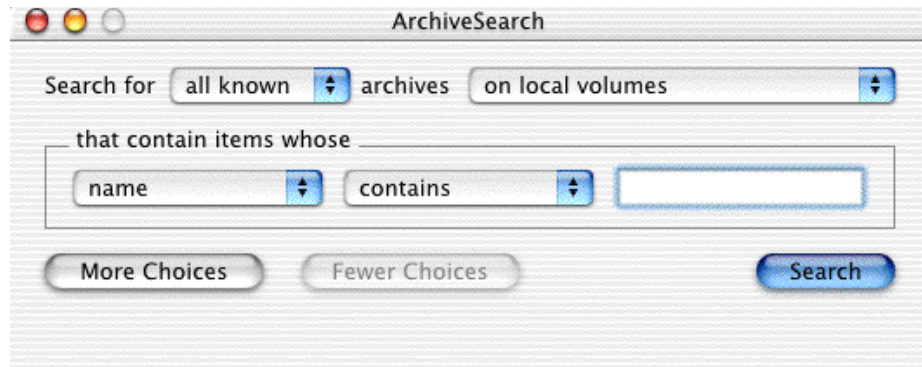 ArchiveSearch
Search for all known archives on local volumes
that contain items whose
name contains
More Choices Fewer Choices Search